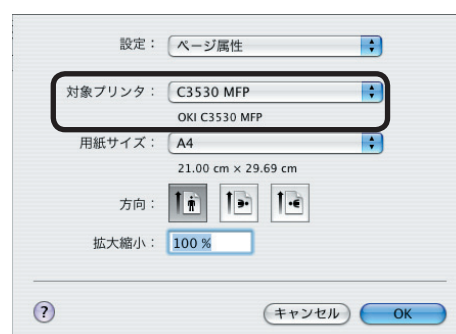 設定： ページ属性
対象プリンタ： C3530 MFP
OKI C3530 MFP
用紙サイズ： A4
21.00 cm × 29.69 cm
方向：
拡大縮小： 100 %
? キャンセル OK